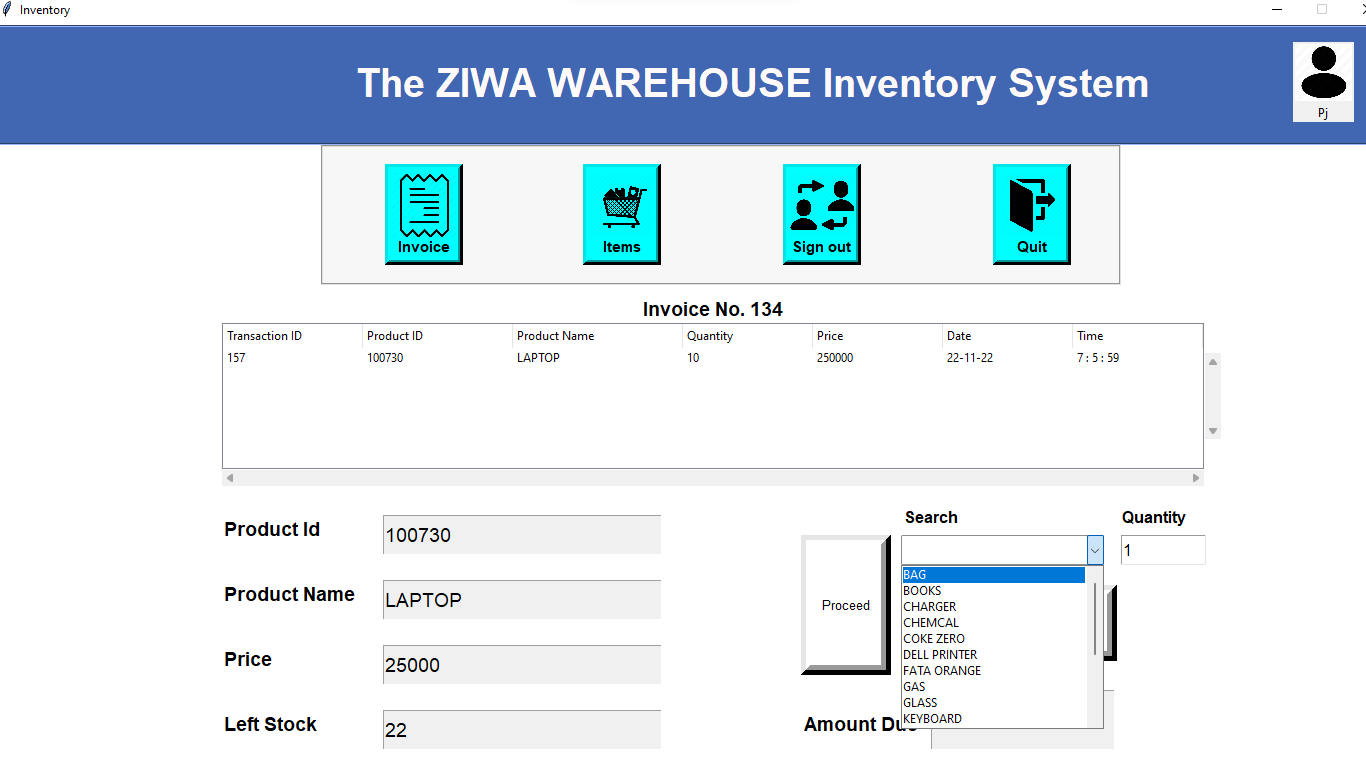 Inventory
The ZIWA WAREHOUSE Inventory System
Pj
Invoice Items Sign out Quit
Invoice No. 134
Transaction ID Product ID Product Name Quantity Price Date Time
157 100730 LAPTOP 10 250000 22-11-22 7 : 5 : 59
Product Id 100730
Product Name LAPTOP
Price 25000
Left Stock 22
Search Quantity
1
Proceed
BAG
BOOKS
CHARGER
CHEMCAL
COKE ZERO
DELL PRINTER
FATA ORANGE
GAS
GLASS
KEYBOARD
Amount Due